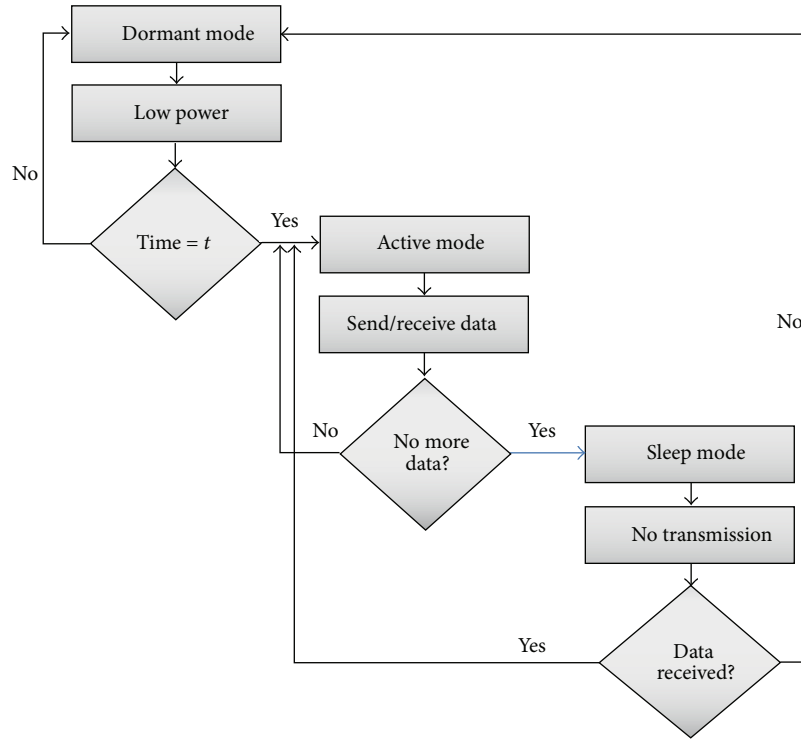 Dormant mode
Low power
No
Time = t
Yes
Active mode
Send/receive data
No
No
No more
data?
Yes
Sleep mode
No transmission
Yes
Data
received?